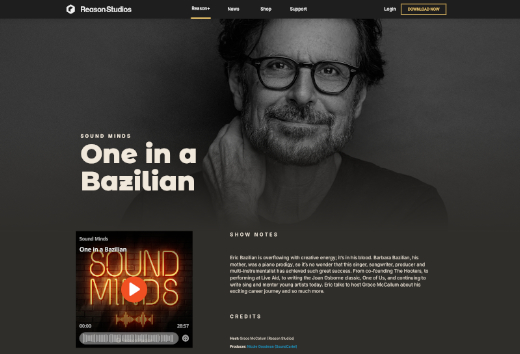 ReasonStudios
Reason+ News Shop Support Login DOWNLOAD NOW
SOUND MINDS
One in a
Bazilian
Sound Minds
One in a Bazilian
SOUND
MINDS
00:00 28:57
SHOW NOTES
Eric Bazilian is overflowing with creative energy; it's in his blood. Barbara Bazilian, his
mother, was a piano prodigy, so it's no wonder that this singer, songwriter, producer and
multi-instrumentalist has achieved such great success. From co-founding The Hooters, to
performing at Live Aid, to writing the Joan Osborne classic, One of Us, and continuing to
write sing and mentor young artists today. Eric talks to host Grace McCallum about his
exciting career journey and so much more.
CREDITS
Host: Grace McCallum | Reason Studios
Producer: